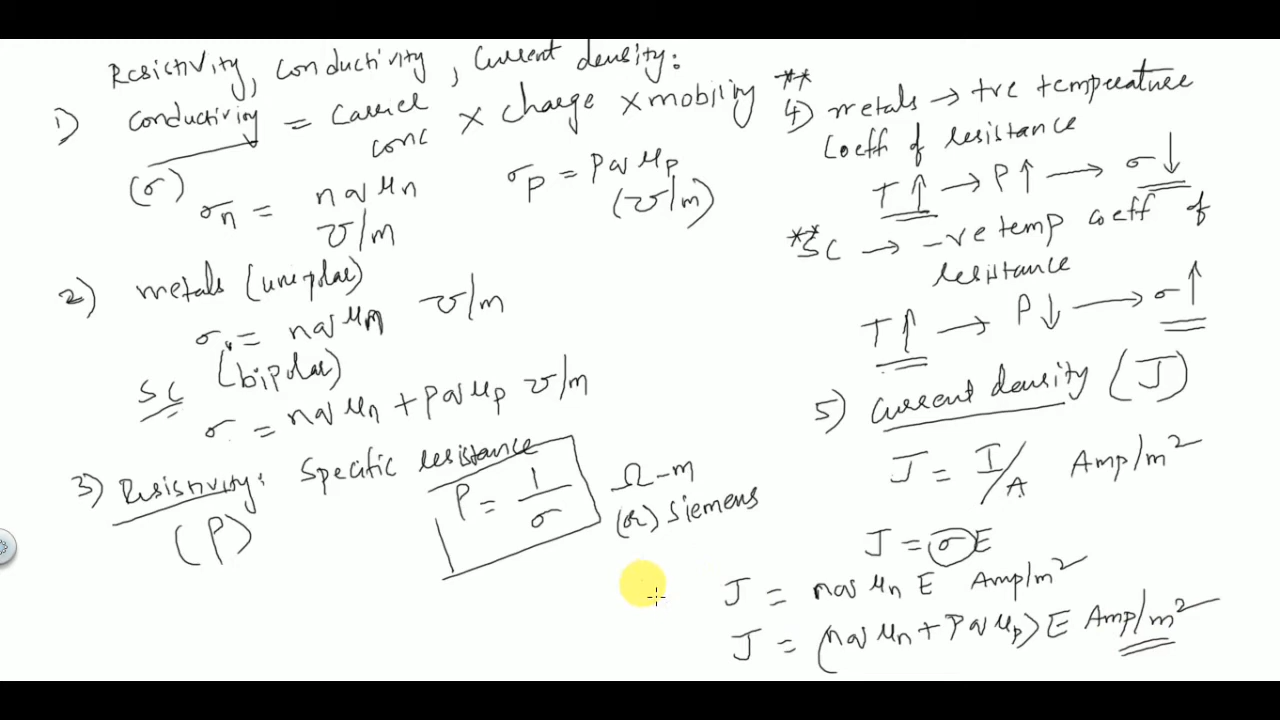 Resistivity, conductivity, current density:
1) conductivity = carrier conc × charge × mobility
(σ)
σn = nqμn ℧/m
σp = pqμp (℧/m)
2) metals (unipolar)
σ = nqμn ℧/m
SC (bipolar)
σ = nqμn + pqμp ℧/m
3) Resistivity: Specific resistance
(ρ)
ρ = 1/σ Ω-m
(or) Siemens
** 4) metals → +ve temperature
coeff of resistance
T↑ → ρ↑ → σ↓
** SC → -ve temp coeff of
resistance
T↑ → ρ↓ → σ↑
5) Current density (J)
J = I/A Amp/m²
J = σE
J = nqμn E Amp/m²
J = (nqμn + pqμp) E Amp/m²